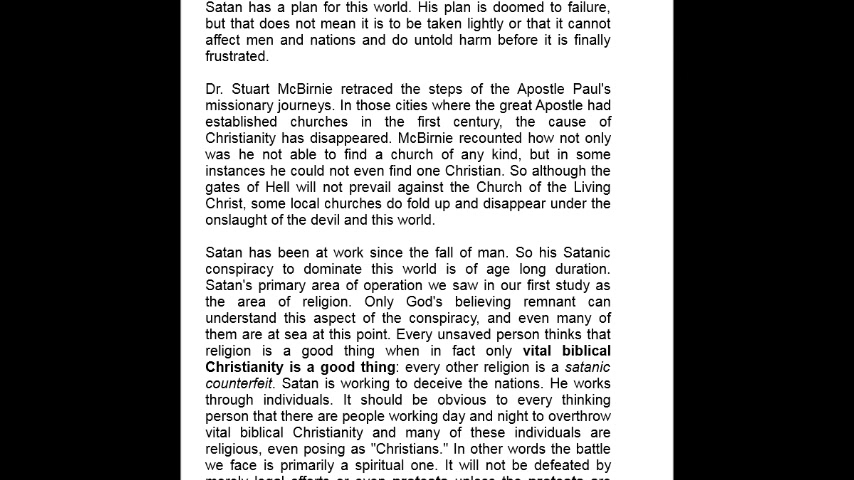 Satan has a plan for this world. His plan is doomed to failure,
but that does not mean it is to be taken lightly or that it cannot
affect men and nations and do untold harm before it is finally
frustrated.
Dr. Stuart McBirnie retraced the steps of the Apostle Paul's
missionary journeys. In those cities where the great Apostle had
established churches in the first century, the cause of
Christianity has disappeared. McBirnie recounted how not only
was he not able to find a church of any kind, but in some
instances he could not even find one Christian. So although the
gates of Hell will not prevail against the Church of the Living
Christ, some local churches do fold up and disappear under the
onslaught of the devil and this world.
Satan has been at work since the fall of man. So his Satanic
conspiracy to dominate this world is of age long duration.
Satan's primary area of operation we saw in our first study as
the area of religion. Only God's believing remnant can
understand this aspect of the conspiracy, and even many of
them are at sea at this point. Every unsaved person thinks that
religion is a good thing when in fact only vital biblical
Christianity is a good thing: every other religion is a satanic
counterfeit. Satan is working to deceive the nations. He works
through individuals. It should be obvious to every thinking
person that there are people working day and night to overthrow
vital biblical Christianity and many of these individuals are
religious, even posing as "Christians." In other words the battle
we face is primarily a spiritual one. It will not be defeated by
merely legal efforts or even protests unless the protests are